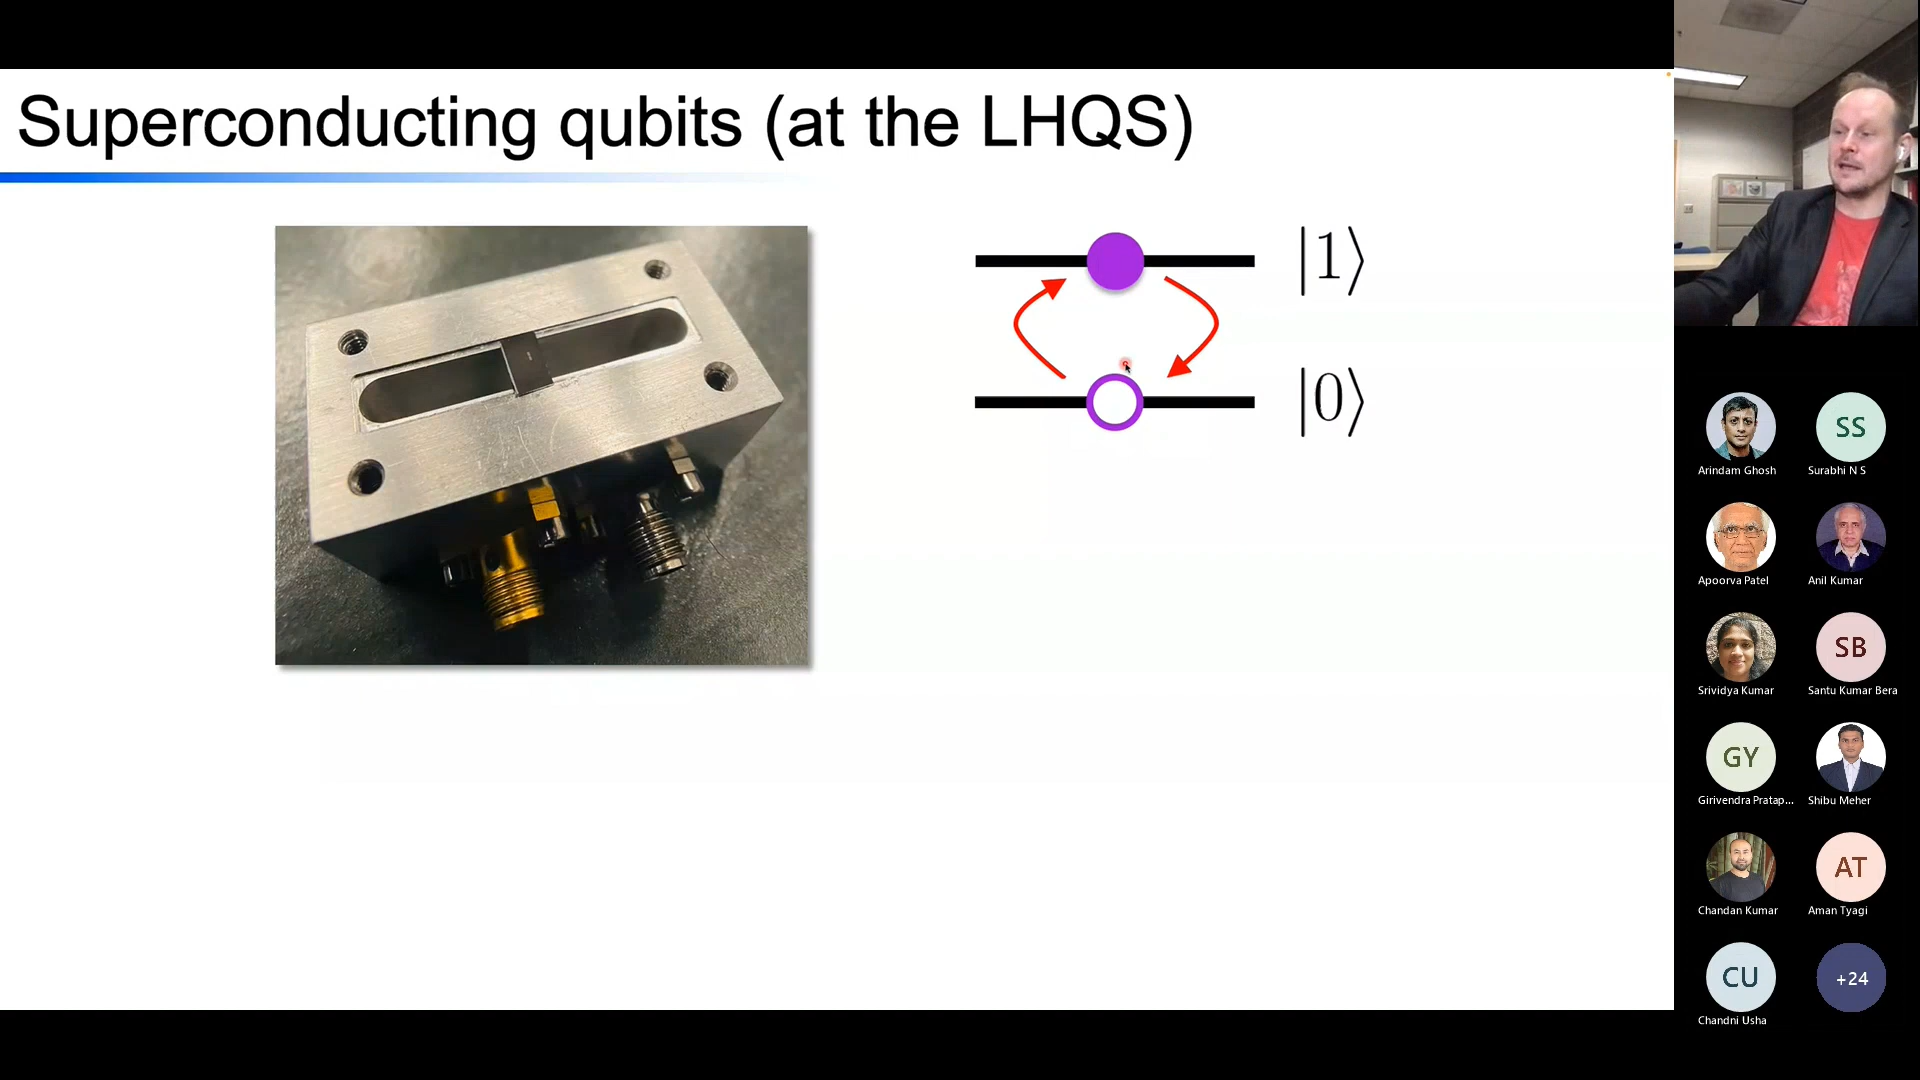 Superconducting qubits (at the LHQS)
|1⟩
|0⟩
Arindam Ghosh
SS
Surabhi N S
Apoorva Patel
Anil Kumar
Srividya Kumar
SB
Santu Kumar Bera
GY
Girivendra Pratap...
Shibu Meher
Chandan Kumar
AT
Aman Tyagi
CU
Chandni Usha
+24